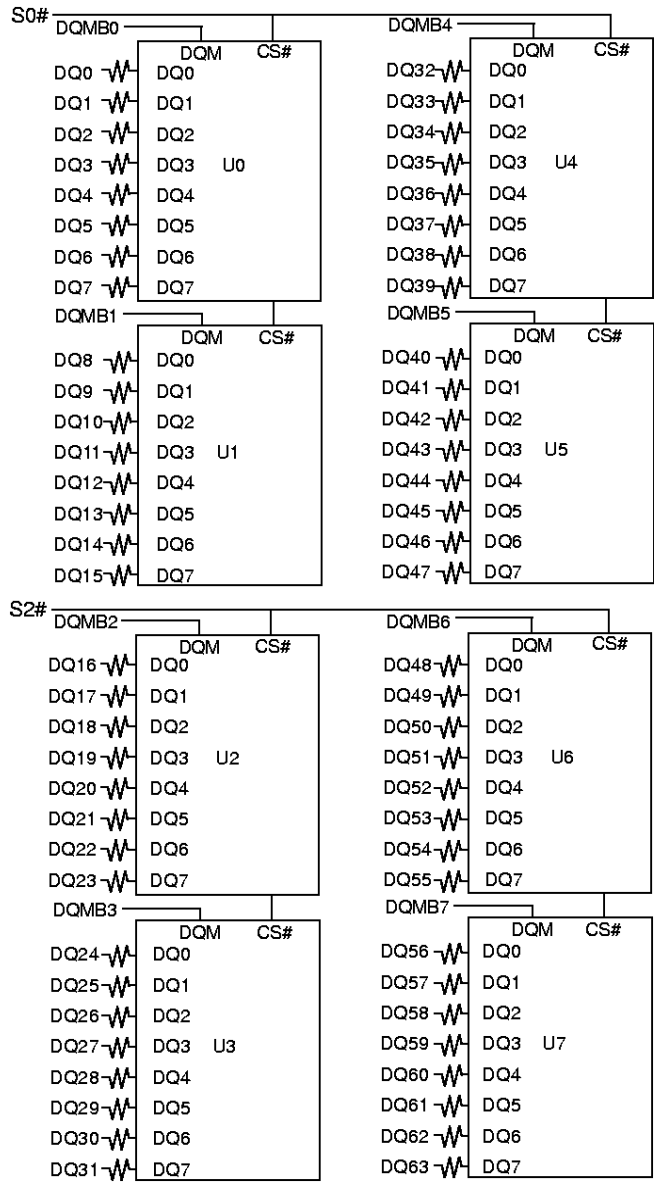 S0#
DQMB0
DQM CS#
DQ0 DQ0
DQ1 DQ1
DQ2 DQ2
DQ3 DQ3 U0
DQ4 DQ4
DQ5 DQ5
DQ6 DQ6
DQ7 DQ7
DQMB1
DQM CS#
DQ8 DQ0
DQ9 DQ1
DQ10 DQ2
DQ11 DQ3 U1
DQ12 DQ4
DQ13 DQ5
DQ14 DQ6
DQ15 DQ7
DQMB4
DQM CS#
DQ32 DQ0
DQ33 DQ1
DQ34 DQ2
DQ35 DQ3 U4
DQ36 DQ4
DQ37 DQ5
DQ38 DQ6
DQ39 DQ7
DQMB5
DQM CS#
DQ40 DQ0
DQ41 DQ1
DQ42 DQ2
DQ43 DQ3 U5
DQ44 DQ4
DQ45 DQ5
DQ46 DQ6
DQ47 DQ7
S2#
DQMB2
DQM CS#
DQ16 DQ0
DQ17 DQ1
DQ18 DQ2
DQ19 DQ3 U2
DQ20 DQ4
DQ21 DQ5
DQ22 DQ6
DQ23 DQ7
DQMB3
DQM CS#
DQ24 DQ0
DQ25 DQ1
DQ26 DQ2
DQ27 DQ3 U3
DQ28 DQ4
DQ29 DQ5
DQ30 DQ6
DQ31 DQ7
DQMB6
DQM CS#
DQ48 DQ0
DQ49 DQ1
DQ50 DQ2
DQ51 DQ3 U6
DQ52 DQ4
DQ53 DQ5
DQ54 DQ6
DQ55 DQ7
DQMB7
DQM CS#
DQ56 DQ0
DQ57 DQ1
DQ58 DQ2
DQ59 DQ3 U7
DQ60 DQ4
DQ61 DQ5
DQ62 DQ6
DQ63 DQ7